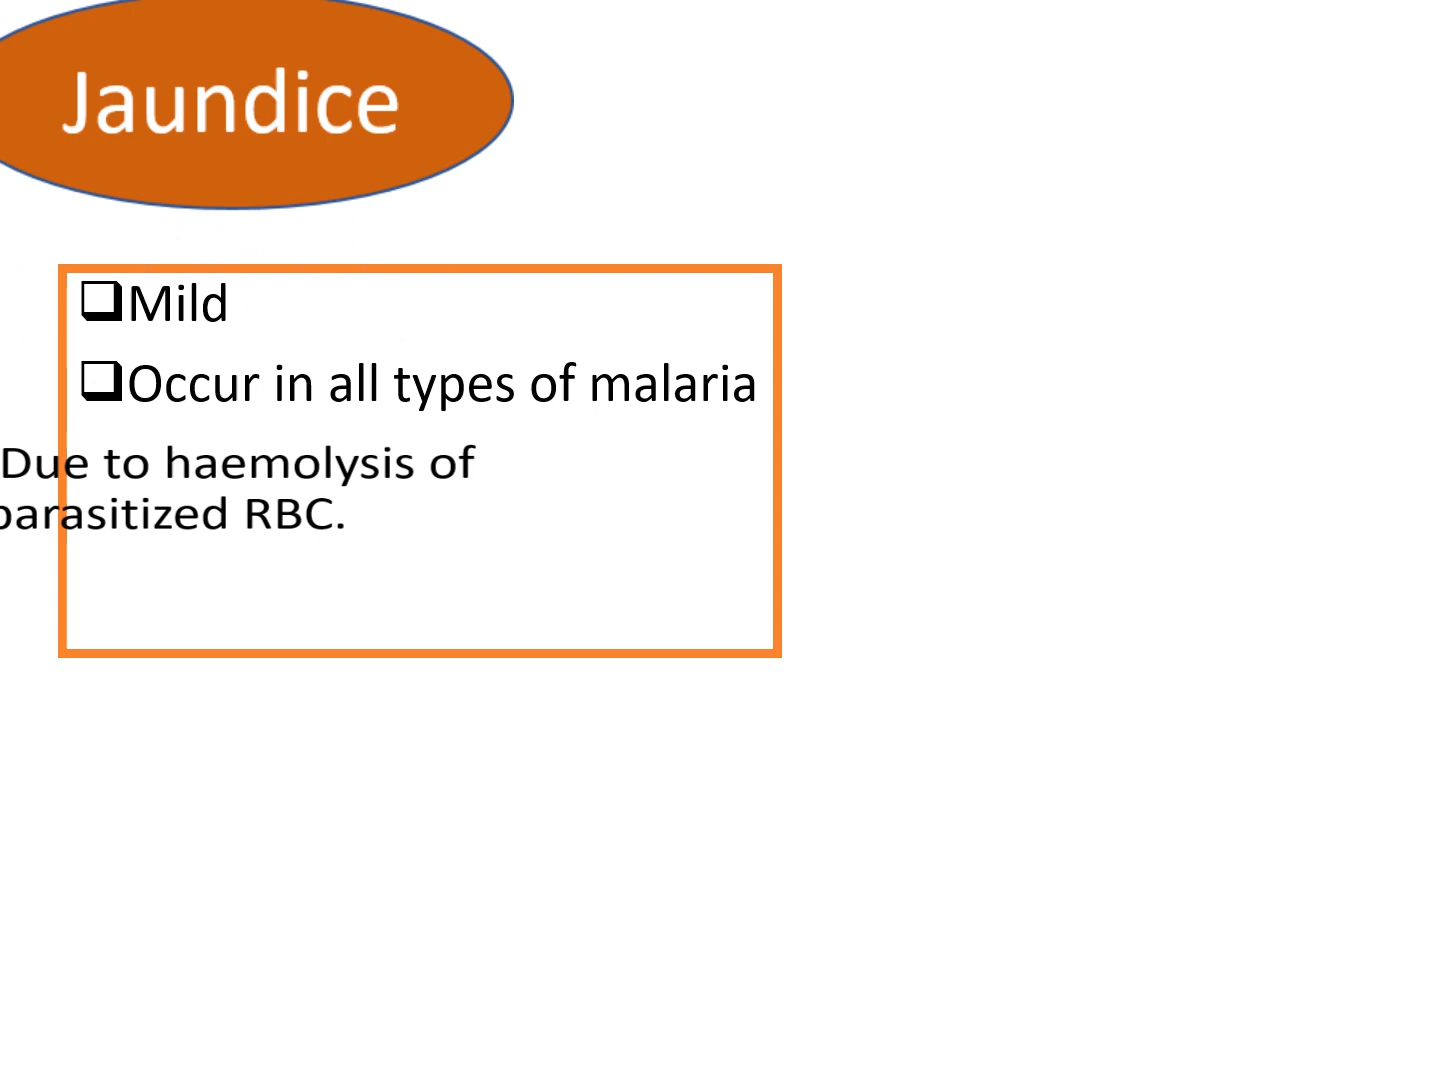 Jaundice
❑Mild
❑Occur in all types of malaria
Due to haemolysis of
parasitized RBC.